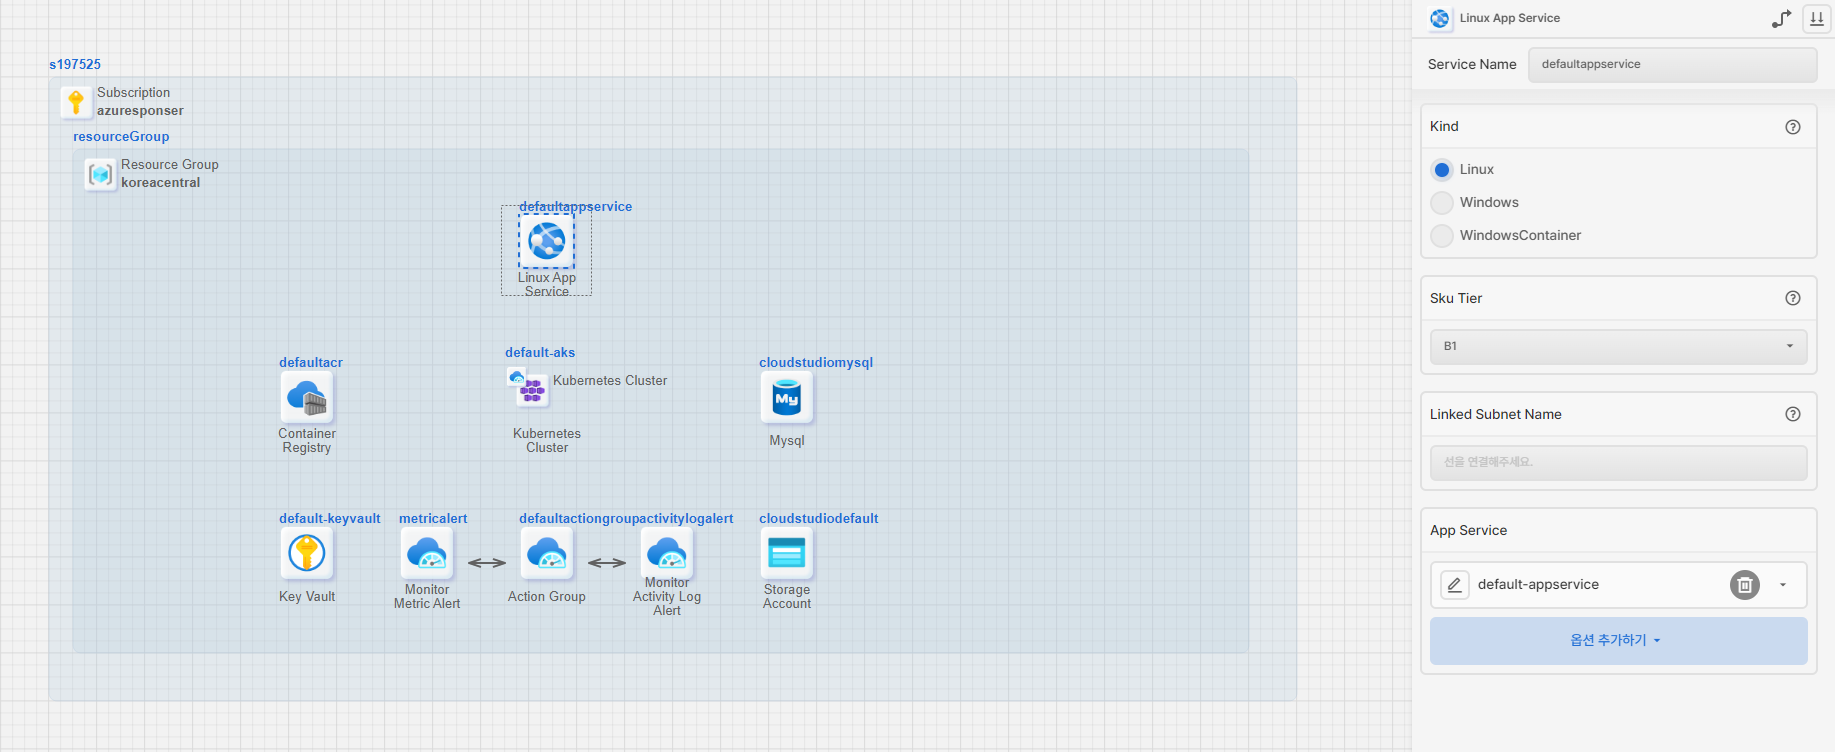 s197525
Subscription
azuresponser
resourceGroup
Resource Group
koreacentral
defaultappservice
Linux App
Service
defaultacr
Container
Registry
default-aks
Kubernetes Cluster
Kubernetes
Cluster
cloudstudiomysql
My
Mysql
default-keyvault
Key Vault
metricalert
Monitor
Metric Alert
defaultactiongroup
Action Group
activitylogalert
Monitor
Activity Log
Alert
cloudstudiodefault
Storage
Account
Linux App Service
Service Name
defaultappservice
Kind
?
Linux
Windows
WindowsContainer
Sku Tier
?
B1
Linked Subnet Name
?
선을 연결해주세요.
App Service
default-appservice
옵션 추가하기